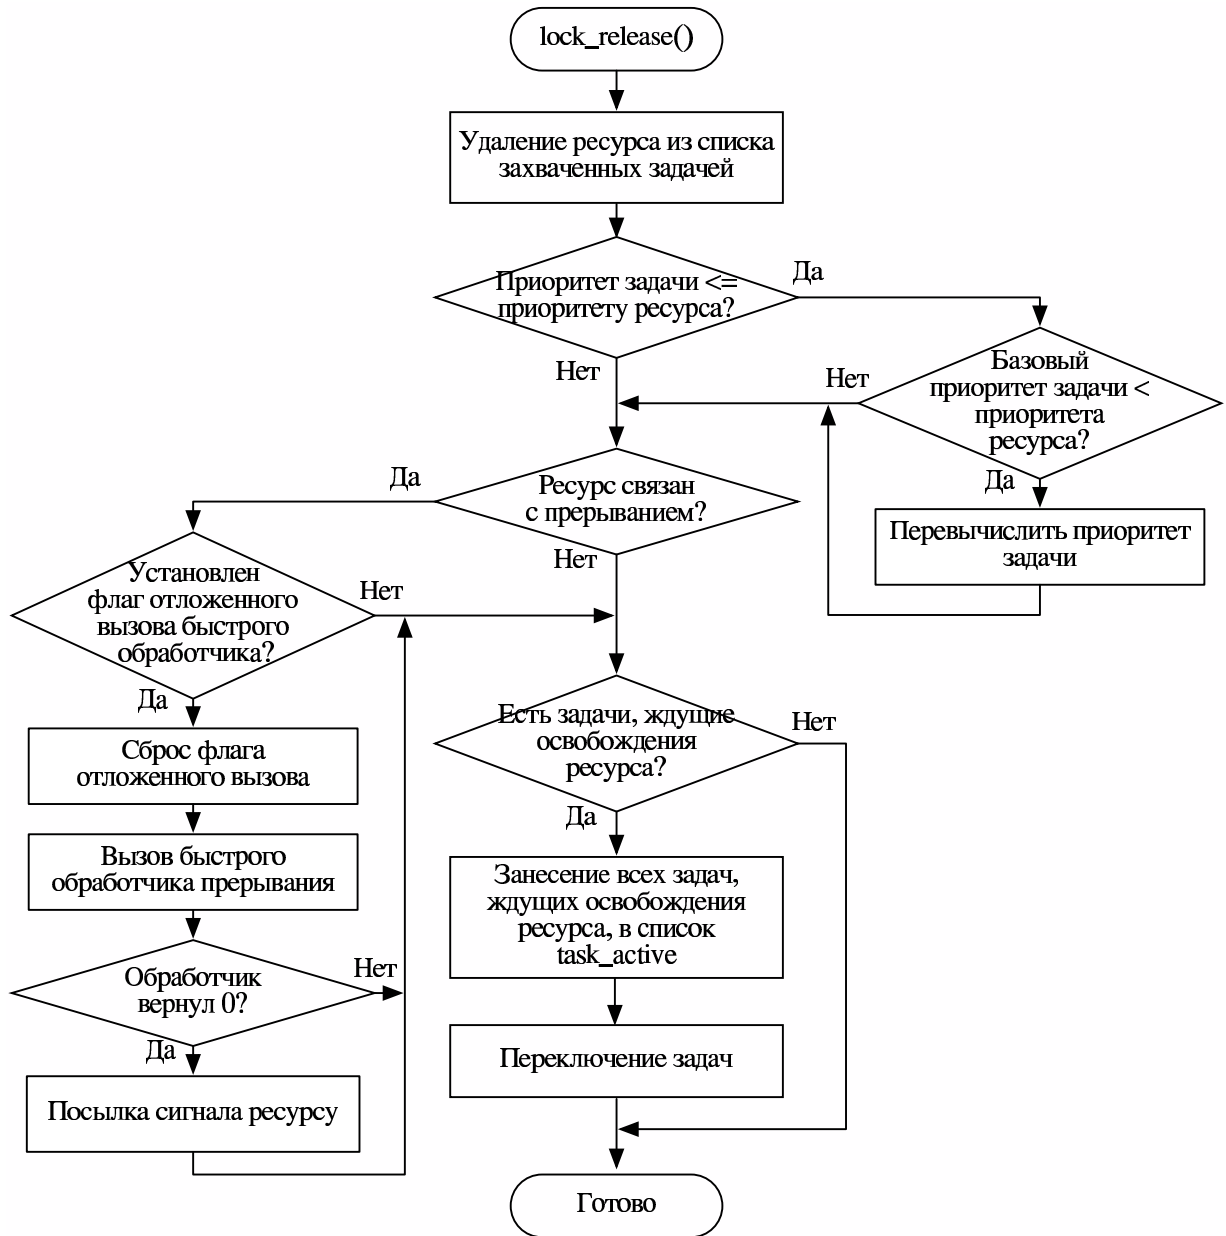 lock_release()
Удаление ресурса из списка
захваченных задачей
Приоритет задачи <=
приоритету ресурса?
Да
Нет
Базовый
приоритет задачи <
приоритета
ресурса?
Нет
Да
Перевычислить приоритет
задачи
Ресурс связан
с прерыванием?
Да
Нет
Установлен
флаг отложенного
вызова быстрого
обработчика?
Нет
Да
Сброс флага
отложенного вызова
Вызов быстрого
обработчика прерывания
Обработчик
вернул 0?
Нет
Да
Посылка сигнала ресурсу
Есть задачи, ждущие
освобождения
ресурса?
Нет
Да
Занесение всех задач,
ждущих освобождения
ресурса, в список
task_active
Переключение задач
Готово